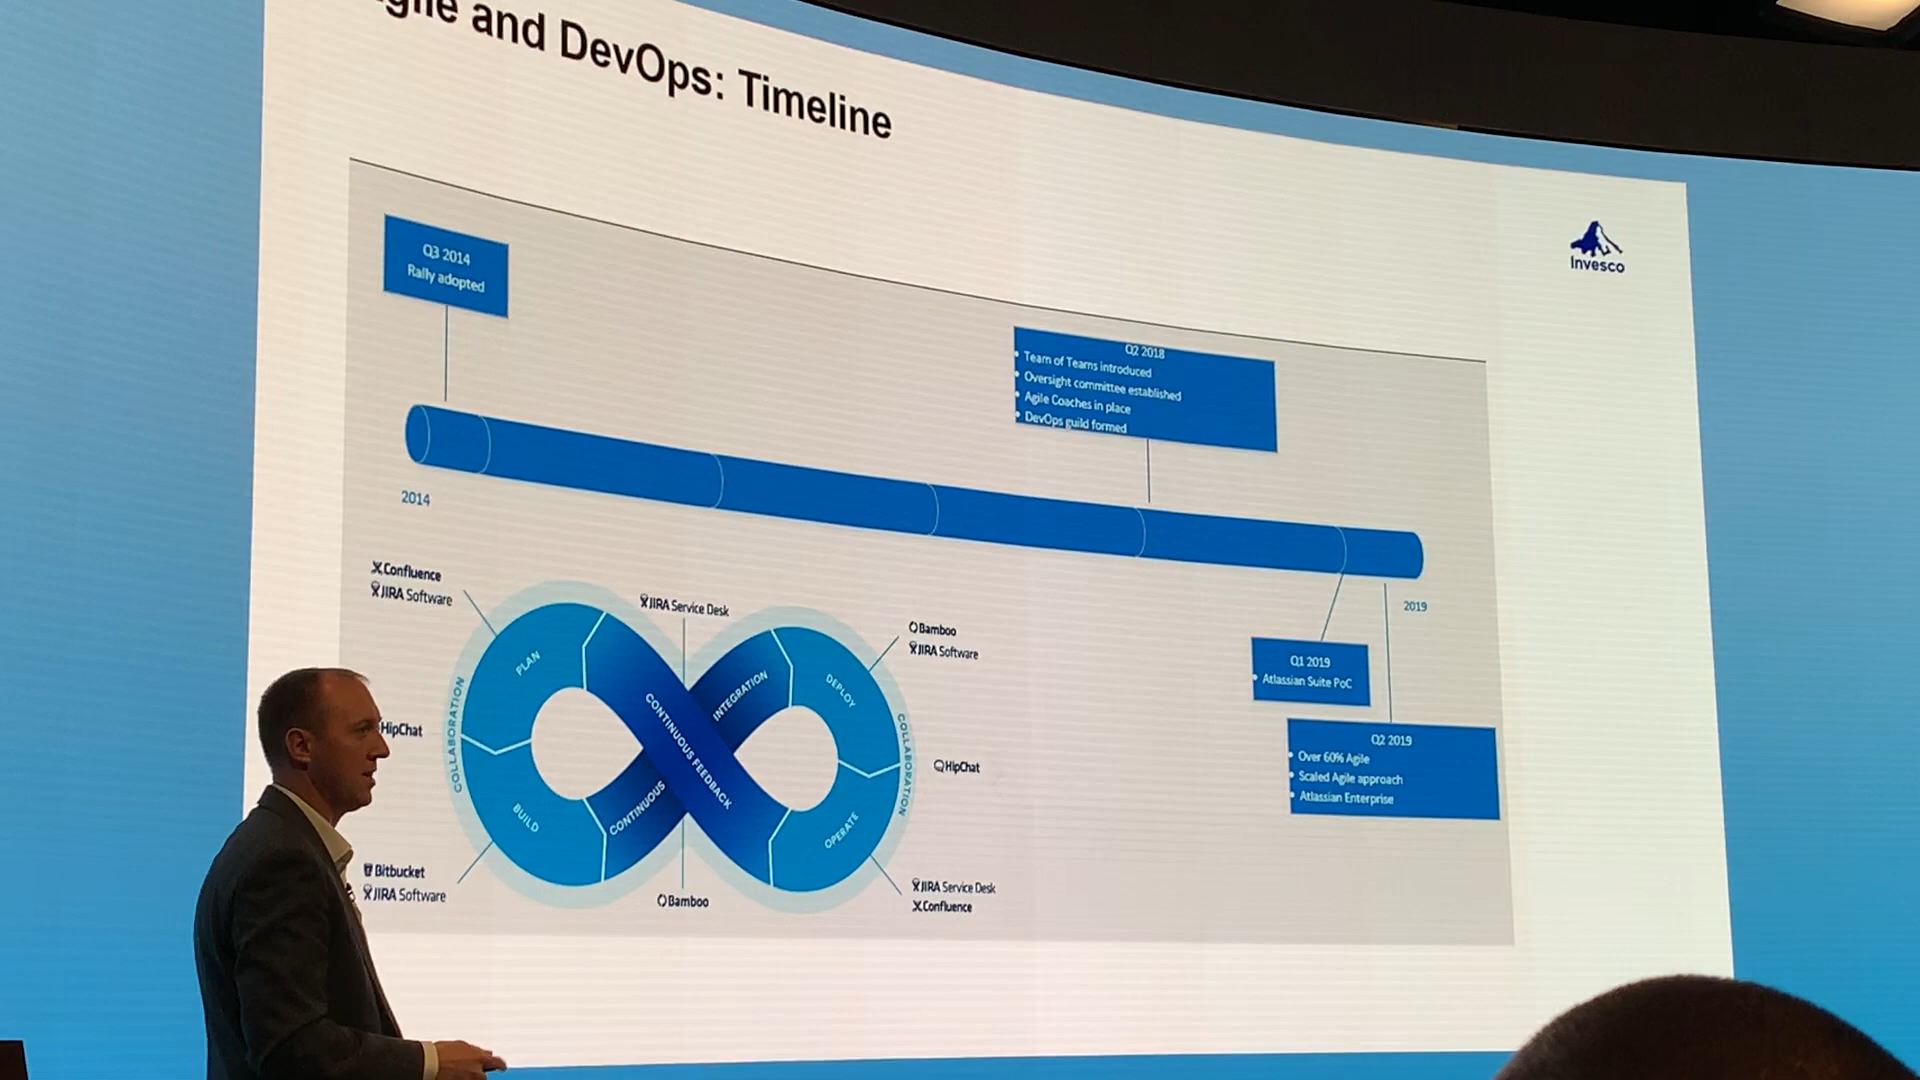 and DevOps: Timeline
Invesco
Q3 2014
Rally adopted
Q2 2018
• Team of Teams introduced
• Oversight committee established
• Agile Coaches in place
• DevOps guild formed
2014
2019
Q1 2019
• Atlassian Suite PoC
Q2 2019
• Over 60% Agile
• Scaled Agile approach
• Atlassian Enterprise
Confluence
JIRA Software
JIRA Service Desk
Bamboo
JIRA Software
PLAN
CONTINUOUS FEEDBACK
CONTINUOUS INTEGRATION
DEPLOY
COLLABORATION
COLLABORATION
HipChat
HipChat
BUILD
OPERATE
Bitbucket
JIRA Software
Bamboo
JIRA Service Desk
Confluence